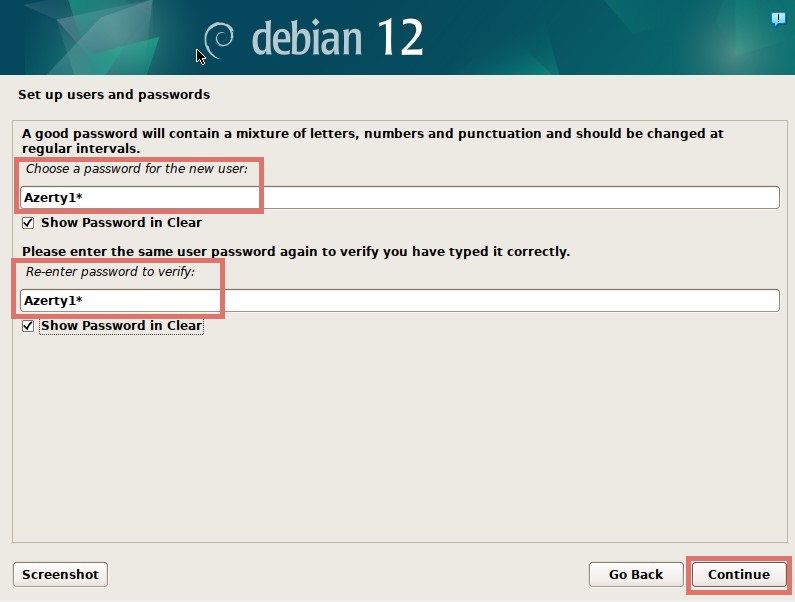 debian 12
Set up users and passwords
A good password will contain a mixture of letters, numbers and punctuation and should be changed at
regular intervals.
Choose a password for the new user:
Azerty1*
Show Password in Clear
Please enter the same user password again to verify you have typed it correctly.
Re-enter password to verify:
Azerty1*
Show Password in Clear
Screenshot
Go Back
Continue